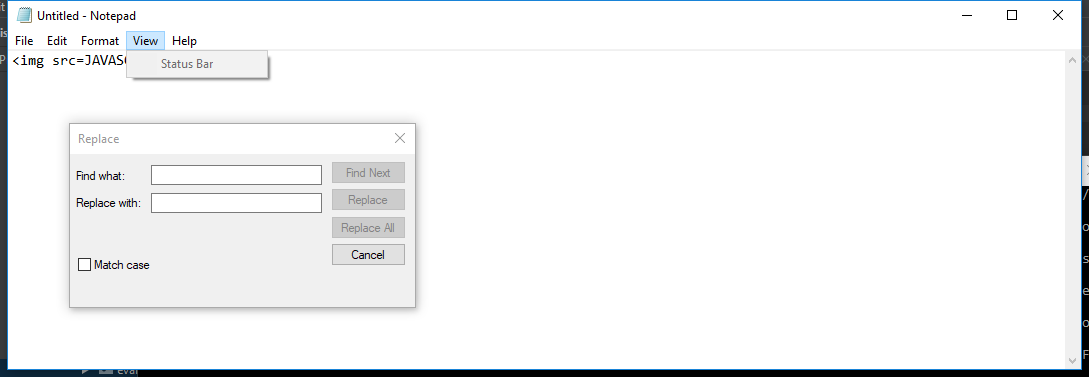 Untitled - Notepad
File Edit Format View Help
<img src=JAVASC
Status Bar
Replace
Find what:
Find Next
Replace with:
Replace
Replace All
Cancel
Match case
eval